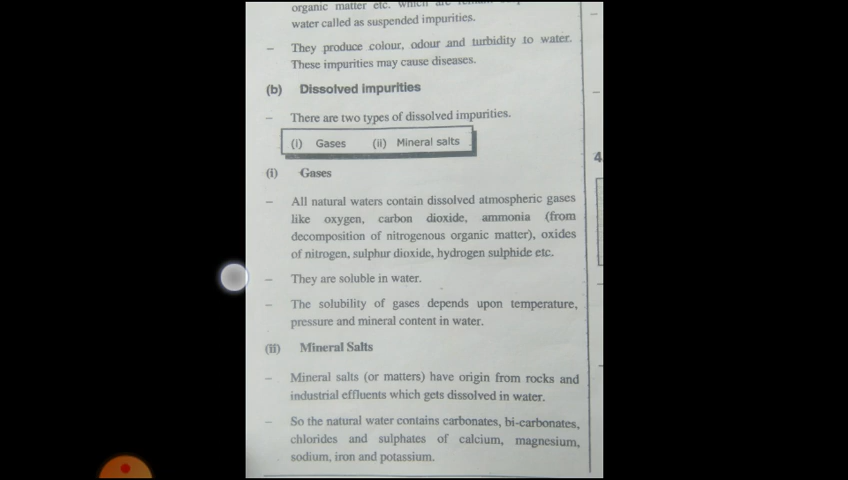 organic matter etc. which are
water called as suspended impurities.
– They produce colour, odour and turbidity to water.
These impurities may cause diseases.
(b) Dissolved impurities
– There are two types of dissolved impurities.
(i) Gases (ii) Mineral salts
(i) Gases
– All natural waters contain dissolved atmospheric gases
like oxygen, carbon dioxide, ammonia (from
decomposition of nitrogenous organic matter), oxides
of nitrogen, sulphur dioxide, hydrogen sulphide etc.
– They are soluble in water.
– The solubility of gases depends upon temperature,
pressure and mineral content in water.
(ii) Mineral Salts
– Mineral salts (or matters) have origin from rocks and
industrial effluents which gets dissolved in water.
– So the natural water contains carbonates, bi-carbonates,
chlorides and sulphates of calcium, magnesium,
sodium, iron and potassium.
4